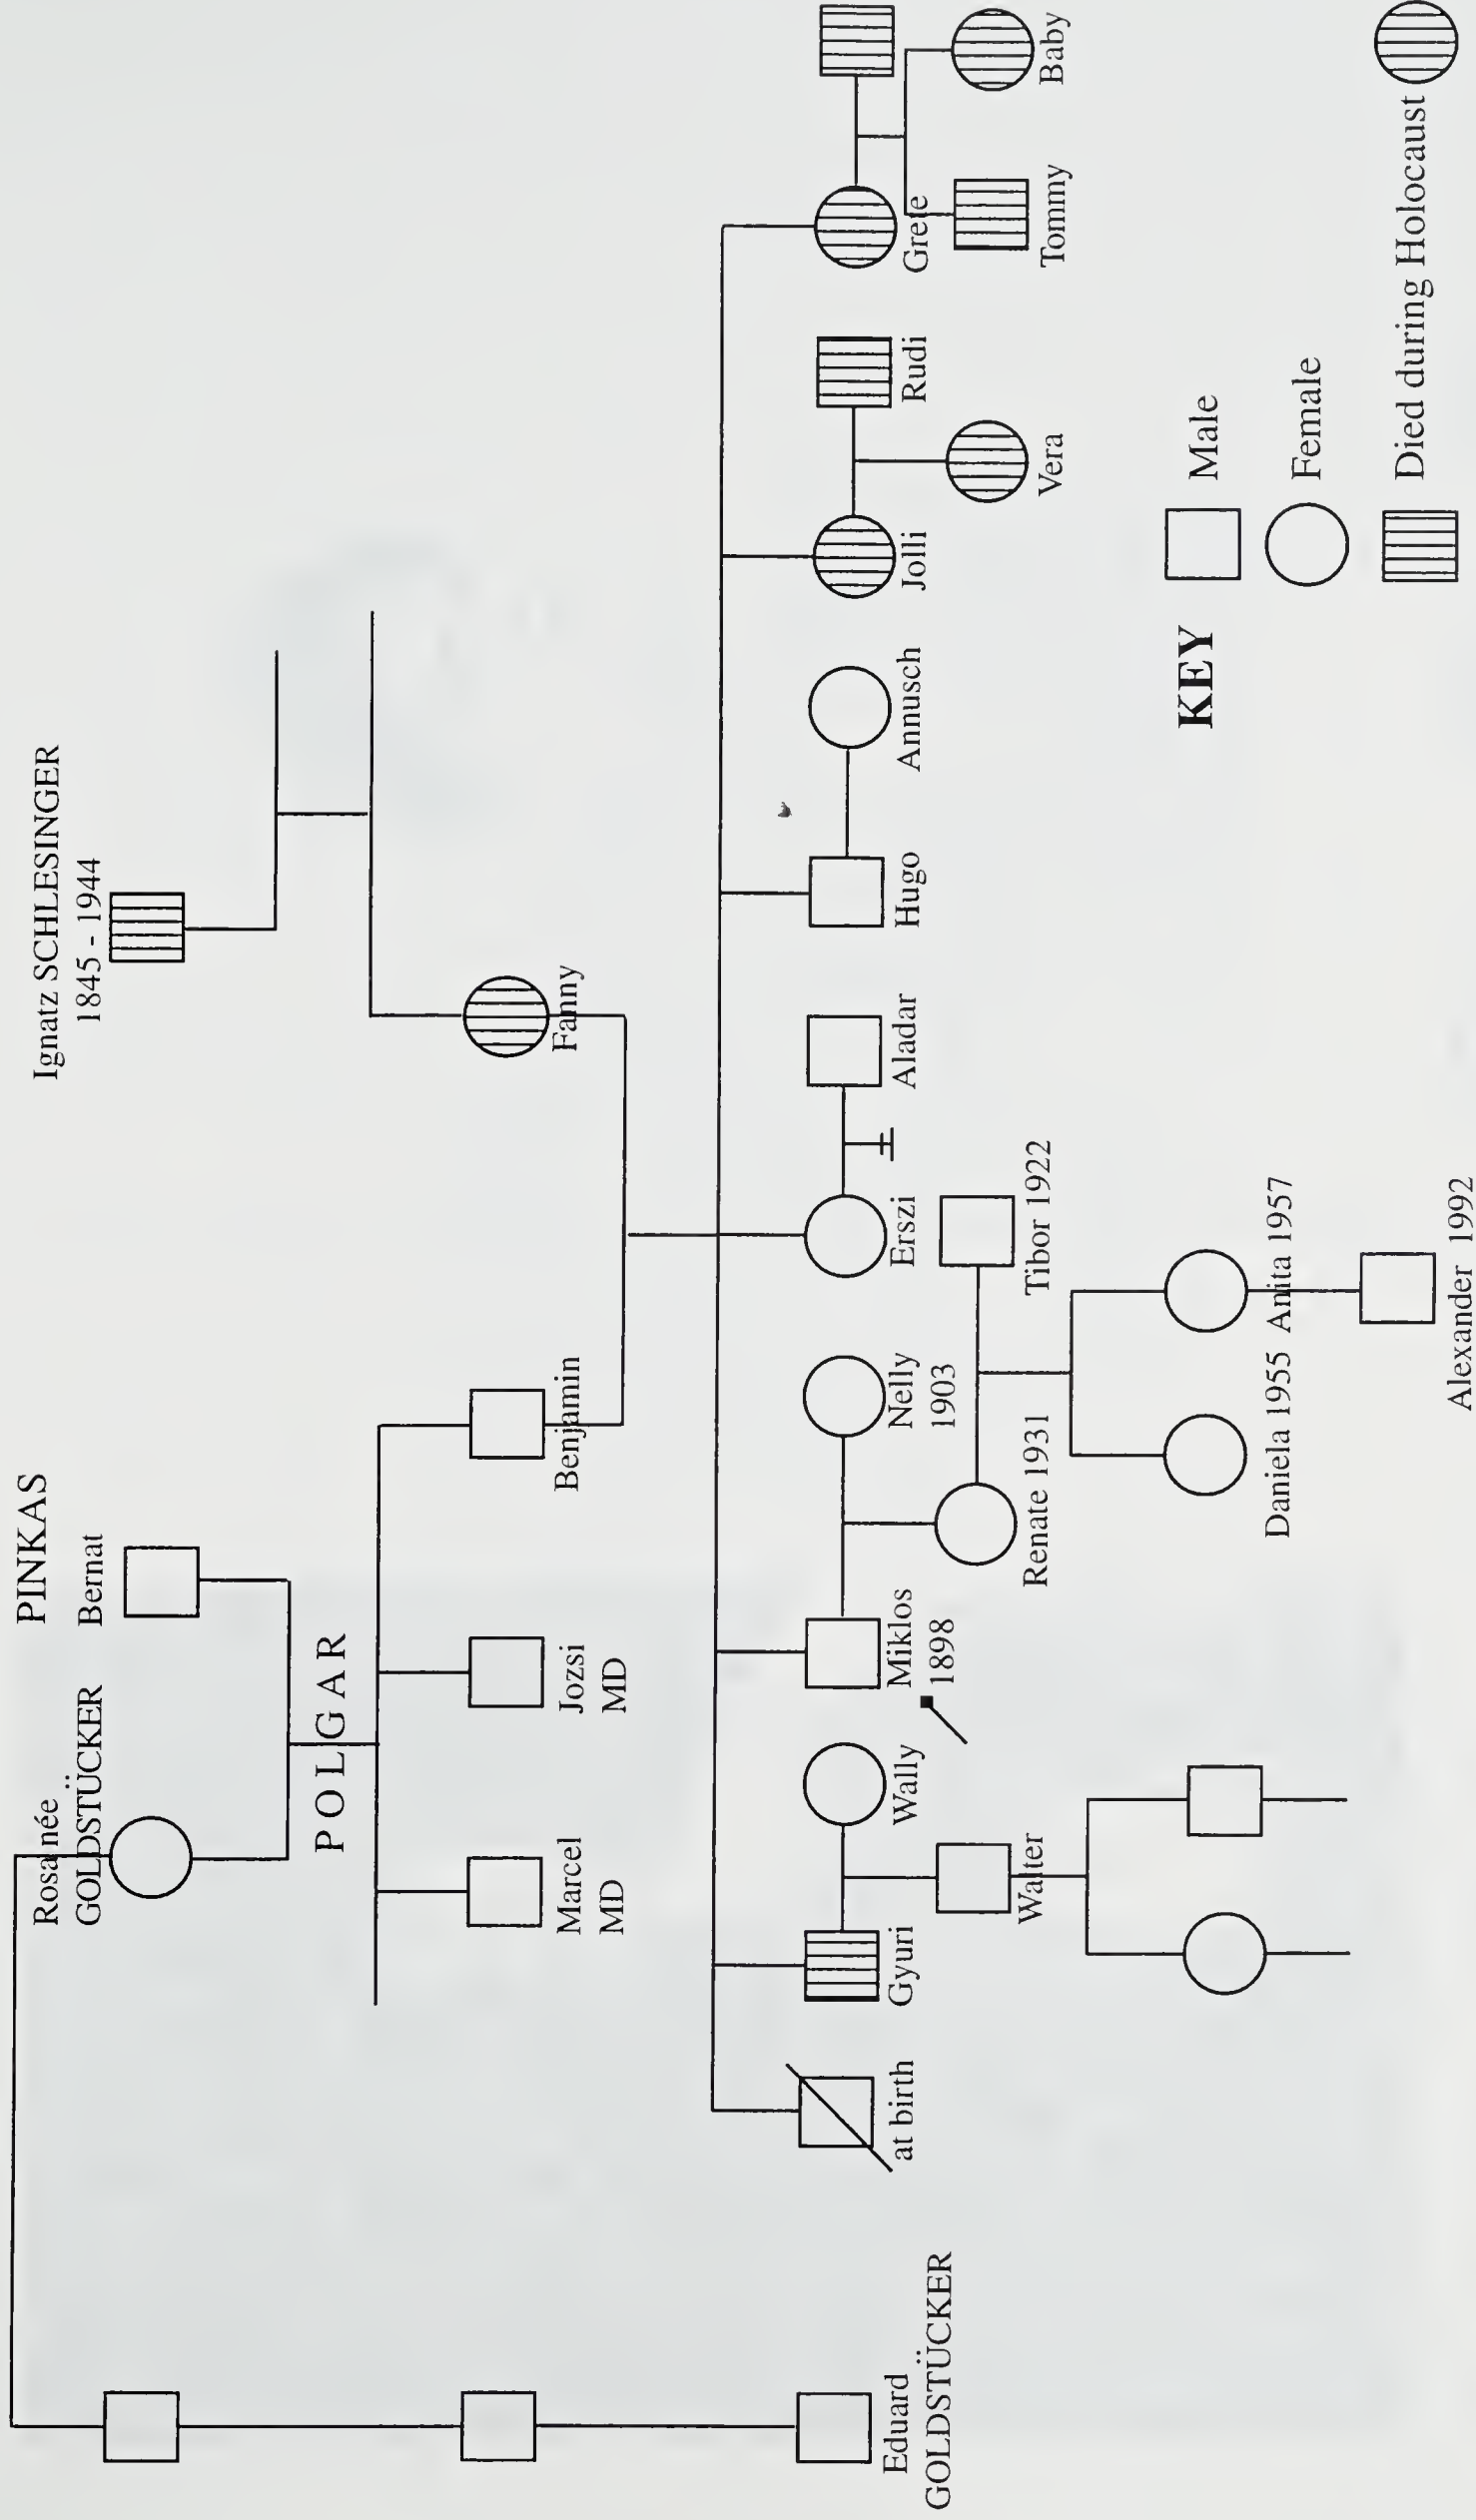 Rosa née
GOLDSTÜCKER
PINKAS
Bernat
Ignatz SCHLESINGER
1845 - 1944
POLGAR
Marcel
MD
Jozsi
MD
Benjamin
Fanny
Eduard
GOLDSTÜCKER
at birth
Gyuri
Wally
Miklos
1898
Nelly
1903
Erszi
Aladar
Hugo
Annusch
Jolli
Rudi
Grete
Walter
Renate 1931
Tibor 1922
Vera
Tommy
Baby
Daniela 1955
Anita 1957
Alexander 1992
KEY
Male
Female
Died during Holocaust